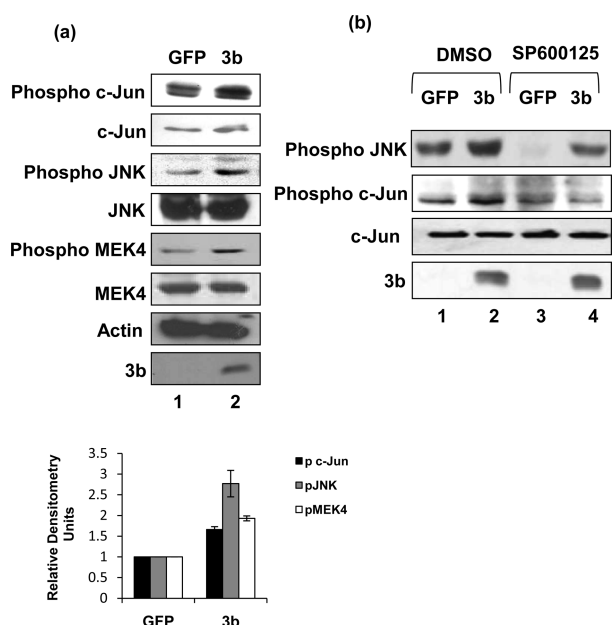 (a)
GFP 3b
Phospho c-Jun
c-Jun
Phospho JNK
JNK
Phospho MEK4
MEK4
Actin
3b
1 2
(b)
DMSO SP600125
GFP 3b GFP 3b
Phospho JNK
Phospho c-Jun
c-Jun
3b
1 2 3 4
Relative Densitometry
Units
3.5
3
2.5
2
1.5
1
0.5
0
GFP 3b
p c-Jun
pJNK
pMEK4